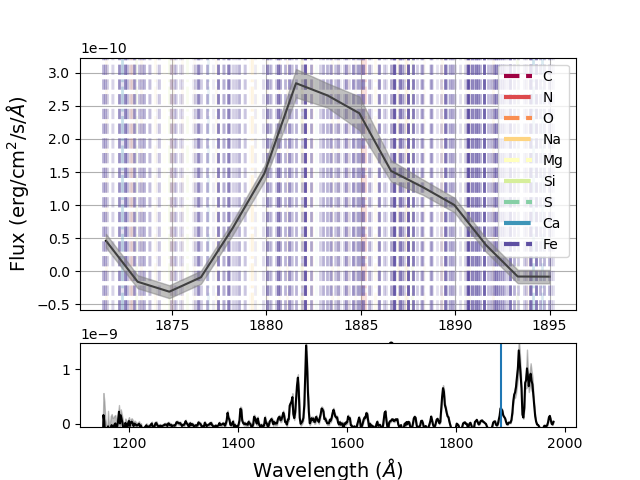 1e−10
3.0
2.5
2.0
1.5
1.0
0.5
0.0
−0.5
Flux (erg/cm²/s/Å)
C
N
O
Na
Mg
Si
S
Ca
Fe
1875 1880 1885 1890 1895
1e−9
1
0
1200 1400 1600 1800 2000
Wavelength (Å)